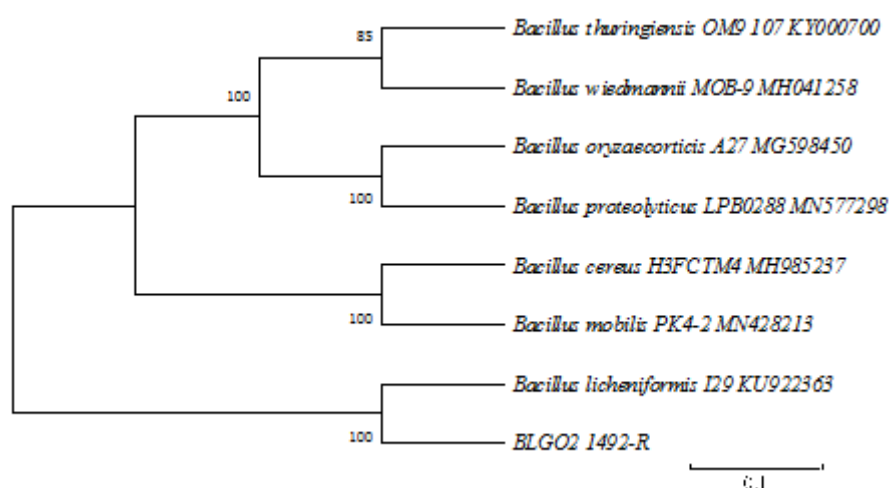 85
Bacillus thuringiensis OM9 107 KY000700
Bacillus wiedmannii MOB-9 MH041258
100
Bacillus oryzaecorticis A27 MG598450
100
Bacillus proteolyticus LPB0288 MN577298
Bacillus cereus H3FCTM4 MH985237
100
Bacillus mobilis PK4-2 MN428213
Bacillus licheniformis I29 KU922363
100
BLGO2 1492-R